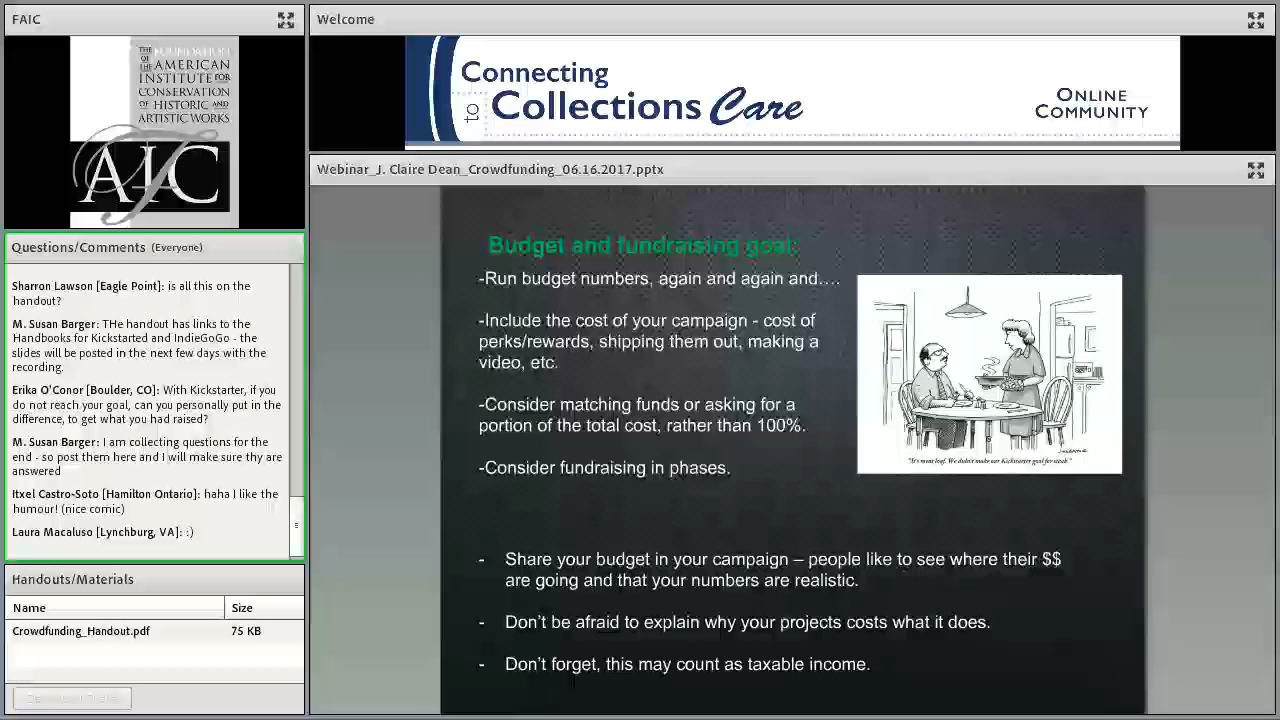 FAIC
THE FOUNDATION
OF THE AMERICAN
INSTITUTE FOR
CONSERVATION
OF HISTORIC AND
ARTISTIC WORKS
AIC
Welcome
Connecting
to Collections Care
ONLINE
COMMUNITY
Questions/Comments (Everyone)
Sharron Lawson [Eagle Point]: is all this on the
handout?
M. Susan Barger: THe handout has links to the
Handbooks for Kickstarted and IndieGoGo - the
slides will be posted in the next few days with the
recording.
Erika O'Conor [Boulder, CO]: With Kickstarter, if you
do not reach your goal, can you personally put in the
difference, to get what you had raised?
M. Susan Barger: I am collecting questions for the
end - so post them here and I will make sure thy are
answered
Itxel Castro-Soto [Hamilton Ontario]: haha I like the
humour! (nice comic)
Laura Macaluso [Lynchburg, VA]: :)
Handouts/Materials
Name Size
Crowdfunding_Handout.pdf 75 KB
Webinar_J. Claire Dean_Crowdfunding_06.16.2017.pptx
Budget and fundraising goal:
-Run budget numbers, again and again and....
-Include the cost of your campaign - cost of
perks/rewards, shipping them out, making a
video, etc.
-Consider matching funds or asking for a
portion of the total cost, rather than 100%.
-Consider fundraising in phases.
"It's meat loaf. We didn't make our Kickstarter goal for steak."
- Share your budget in your campaign – people like to see where their $$
are going and that your numbers are realistic.
- Don't be afraid to explain why your projects costs what it does.
- Don't forget, this may count as taxable income.